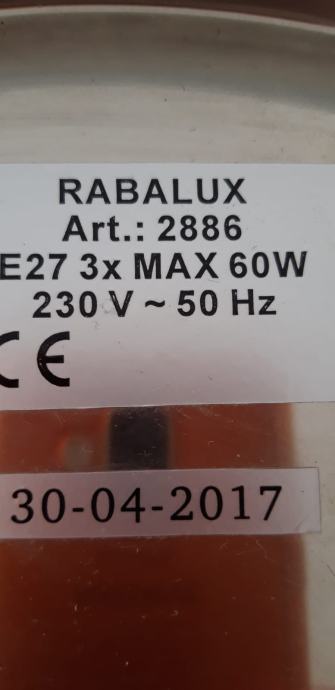 RABALUX
Art.: 2886
E27 3x MAX 60W
230 V ~ 50 Hz
CE
30-04-2017